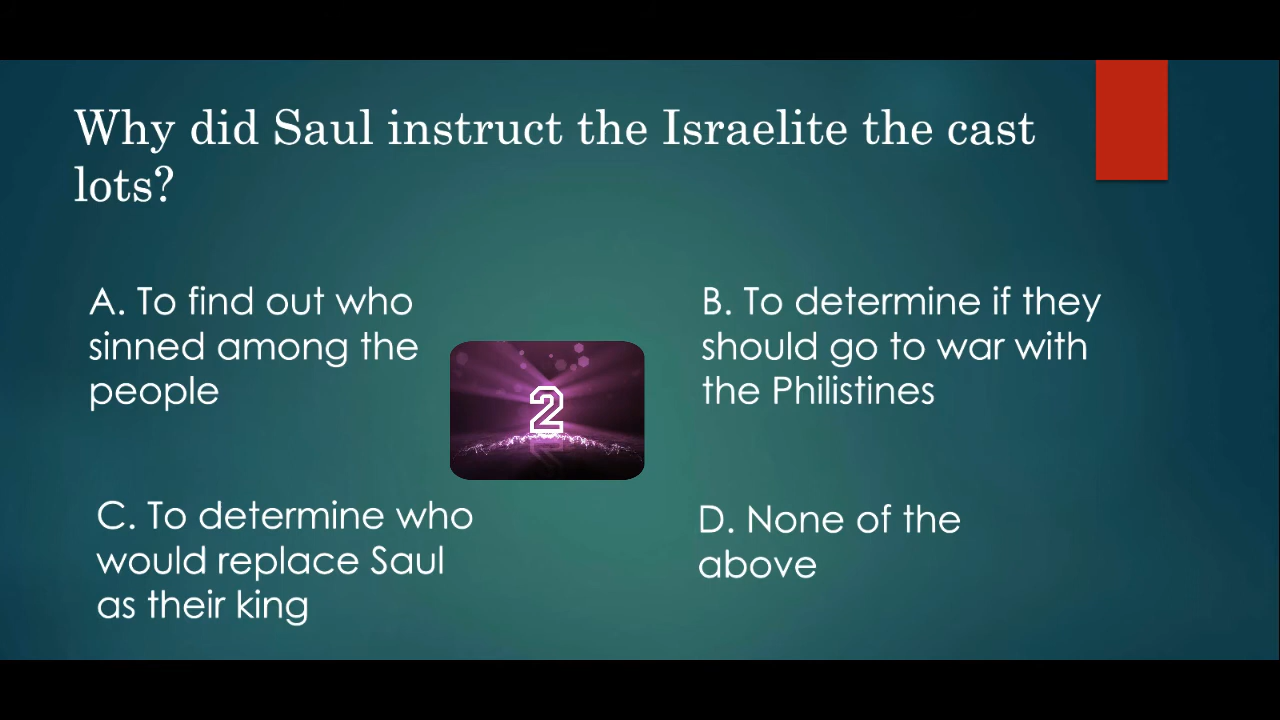 Why did Saul instruct the Israelite the cast
lots?
A. To find out who
sinned among the
people
B. To determine if they
should go to war with
the Philistines
2
C. To determine who
would replace Saul
as their king
D. None of the
above